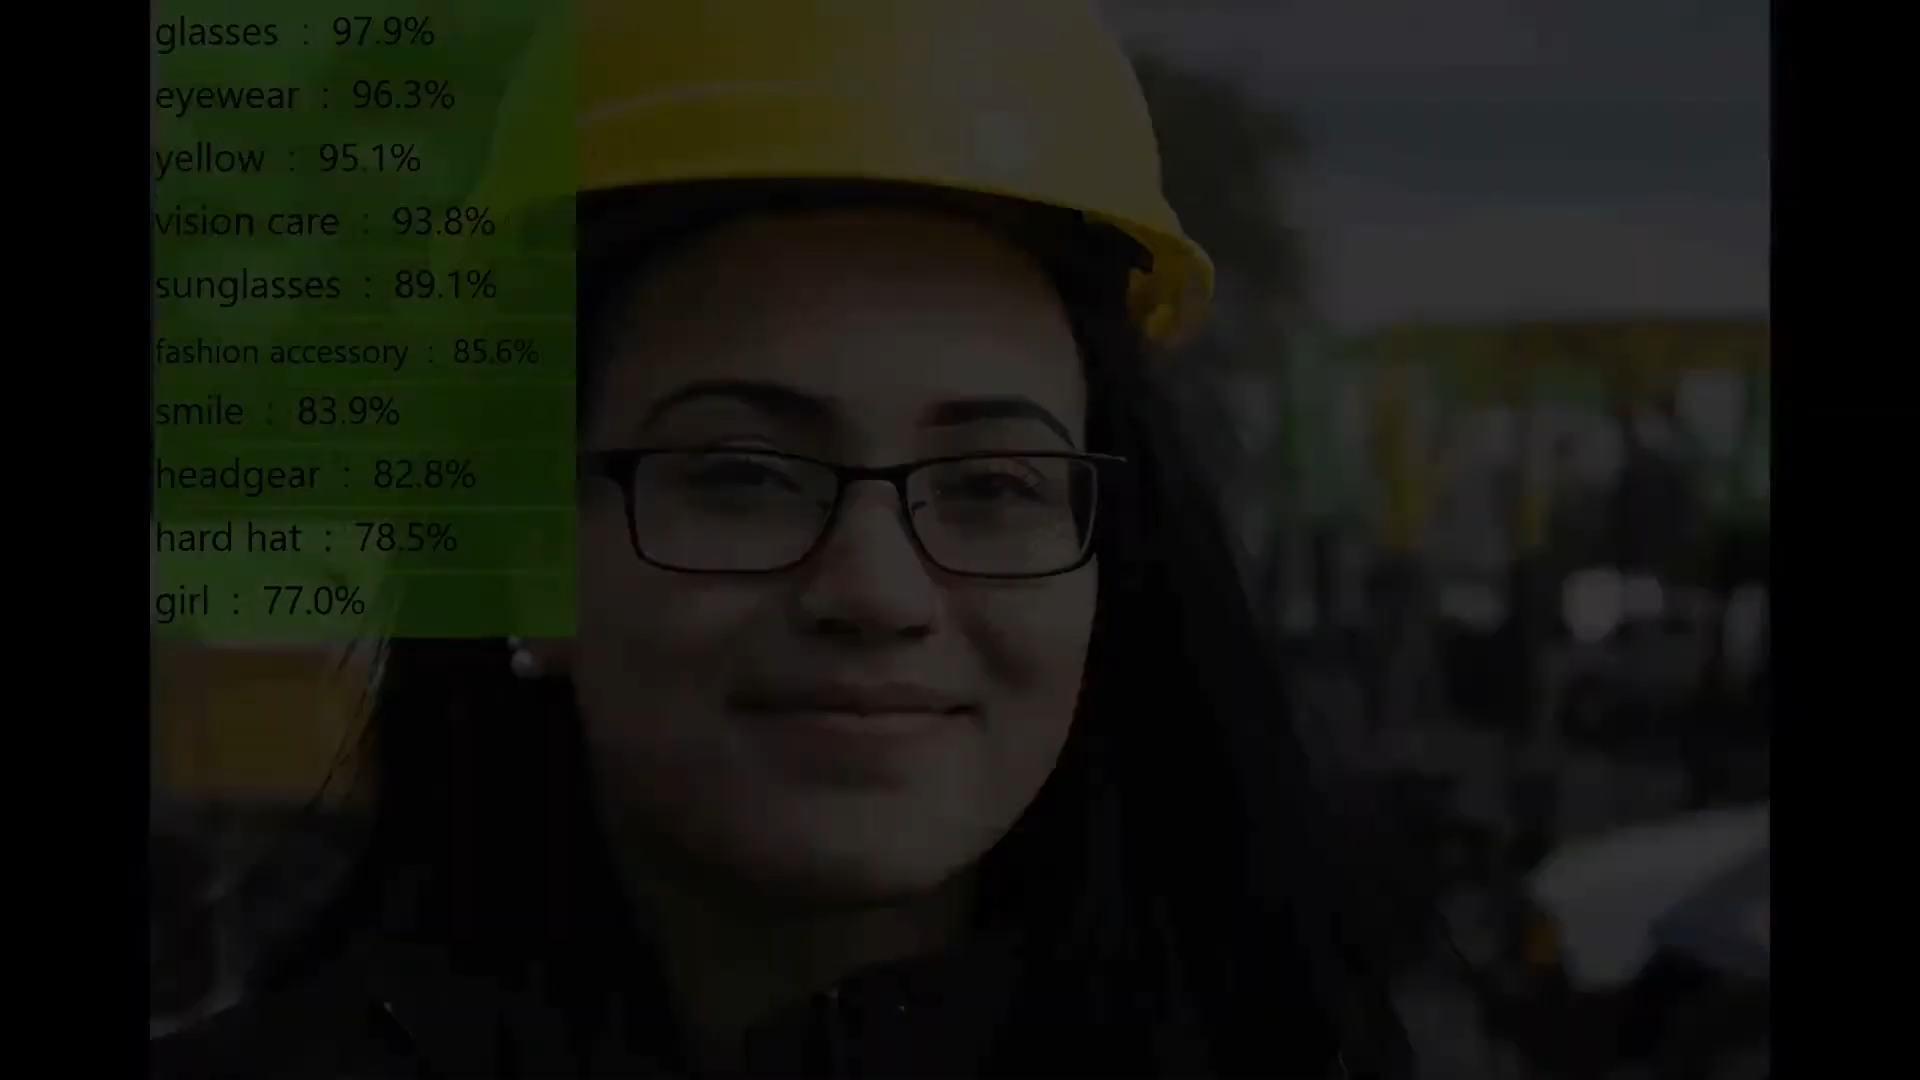 glasses : 97.9%
eyewear : 96.3%
yellow : 95.1%
vision care : 93.8%
sunglasses : 89.1%
fashion accessory : 85.6%
smile : 83.9%
headgear : 82.8%
hard hat : 78.5%
girl : 77.0%